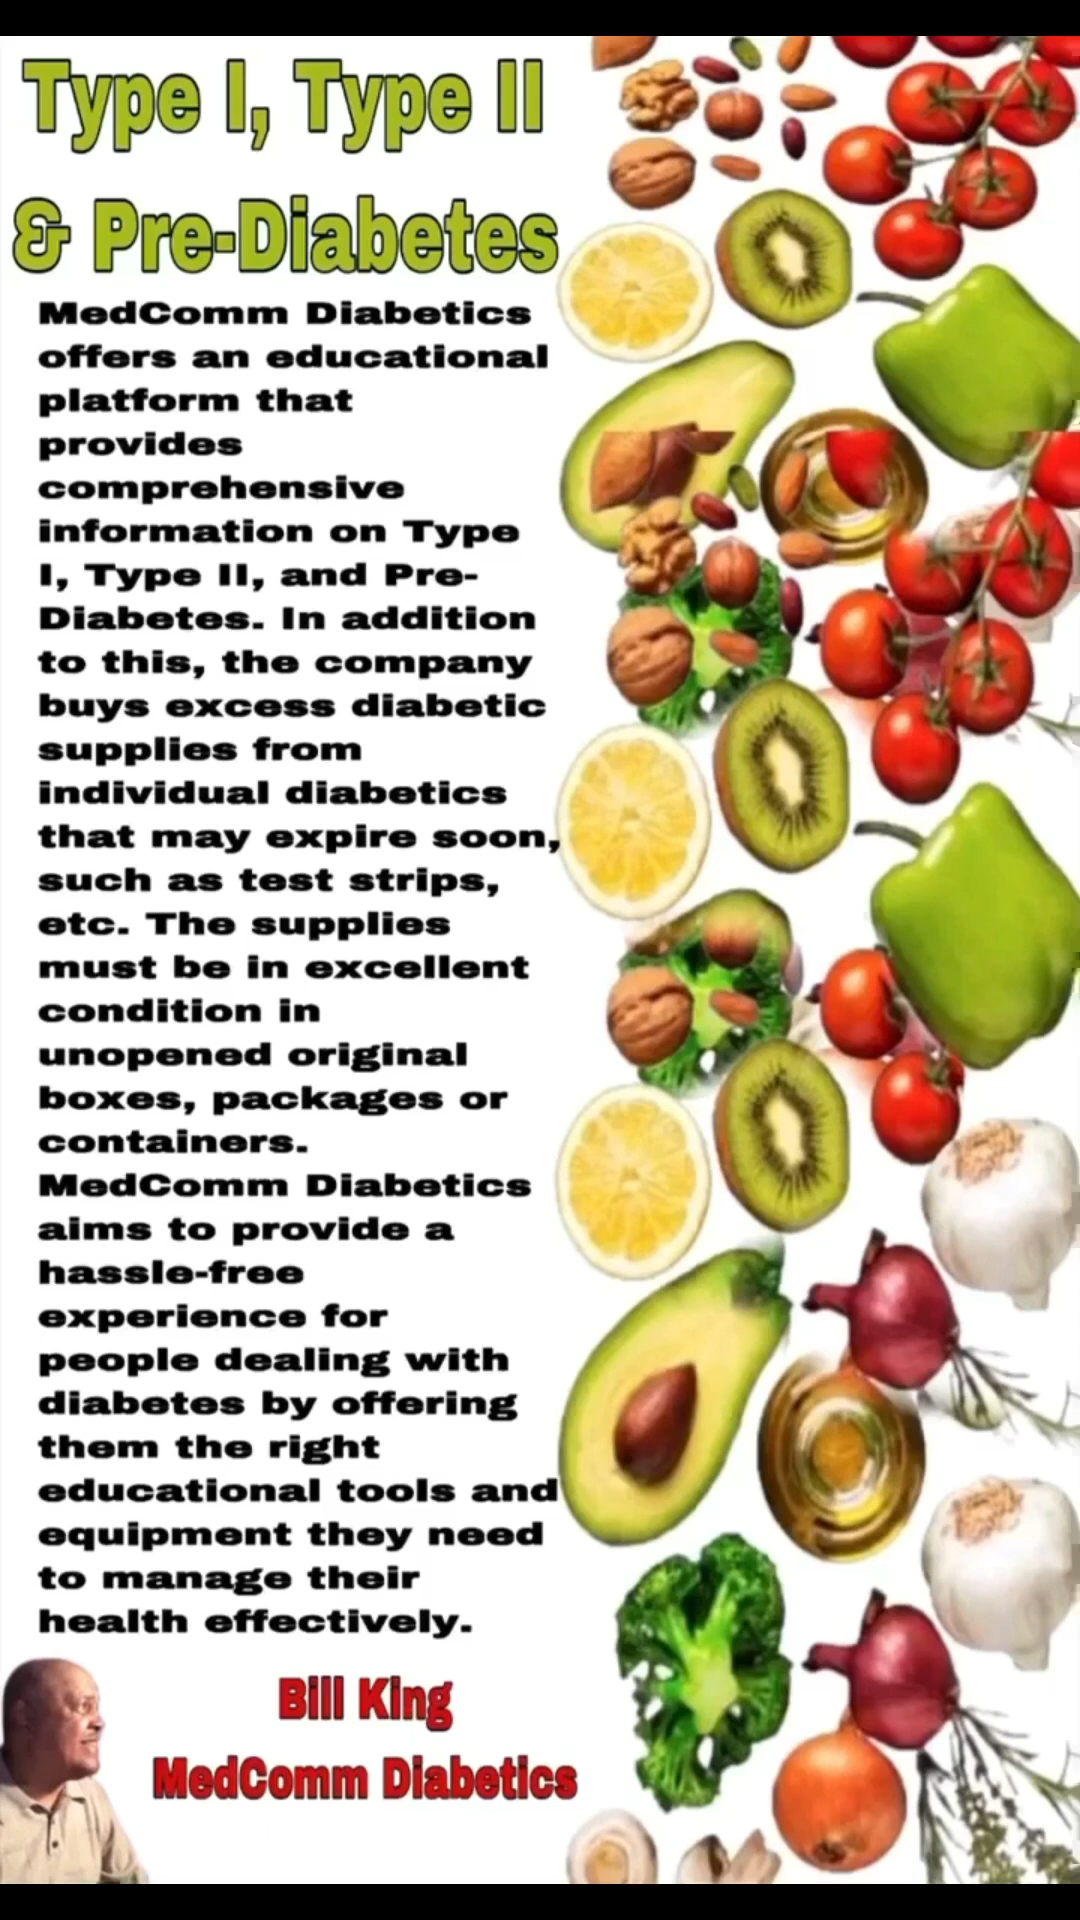 Type I, Type II
& Pre-Diabetes
MedComm Diabetics
offers an educational
platform that
provides
comprehensive
information on Type
I, Type II, and Pre-
Diabetes. In addition
to this, the company
buys excess diabetic
supplies from
individual diabetics
that may expire soon,
such as test strips,
etc. The supplies
must be in excellent
condition in
unopened original
boxes, packages or
containers.
MedComm Diabetics
aims to provide a
hassle-free
experience for
people dealing with
diabetes by offering
them the right
educational tools and
equipment they need
to manage their
health effectively.
Bill King
MedComm Diabetics